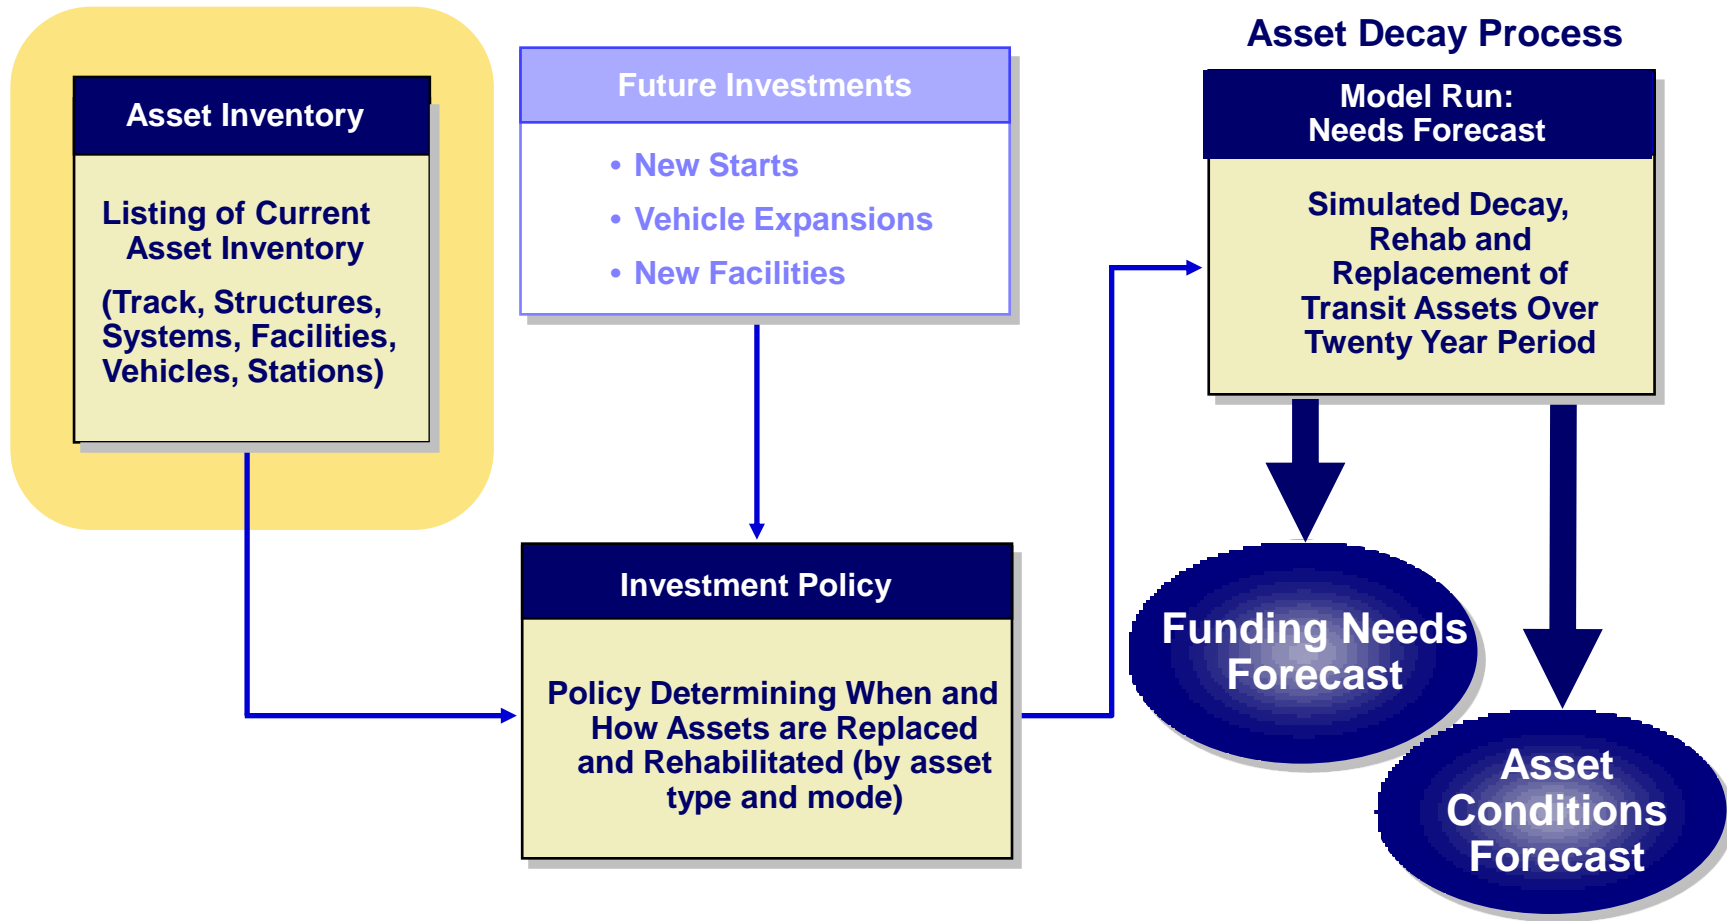 Asset Inventory
Listing of Current
Asset Inventory
(Track, Structures,
Systems, Facilities,
Vehicles, Stations)
Future Investments
• New Starts
• Vehicle Expansions
• New Facilities
Investment Policy
Policy Determining When and
How Assets are Replaced
and Rehabilitated (by asset
type and mode)
Asset Decay Process
Model Run:
Needs Forecast
Simulated Decay,
Rehab and
Replacement of
Transit Assets Over
Twenty Year Period
Funding Needs
Forecast
Asset
Conditions
Forecast